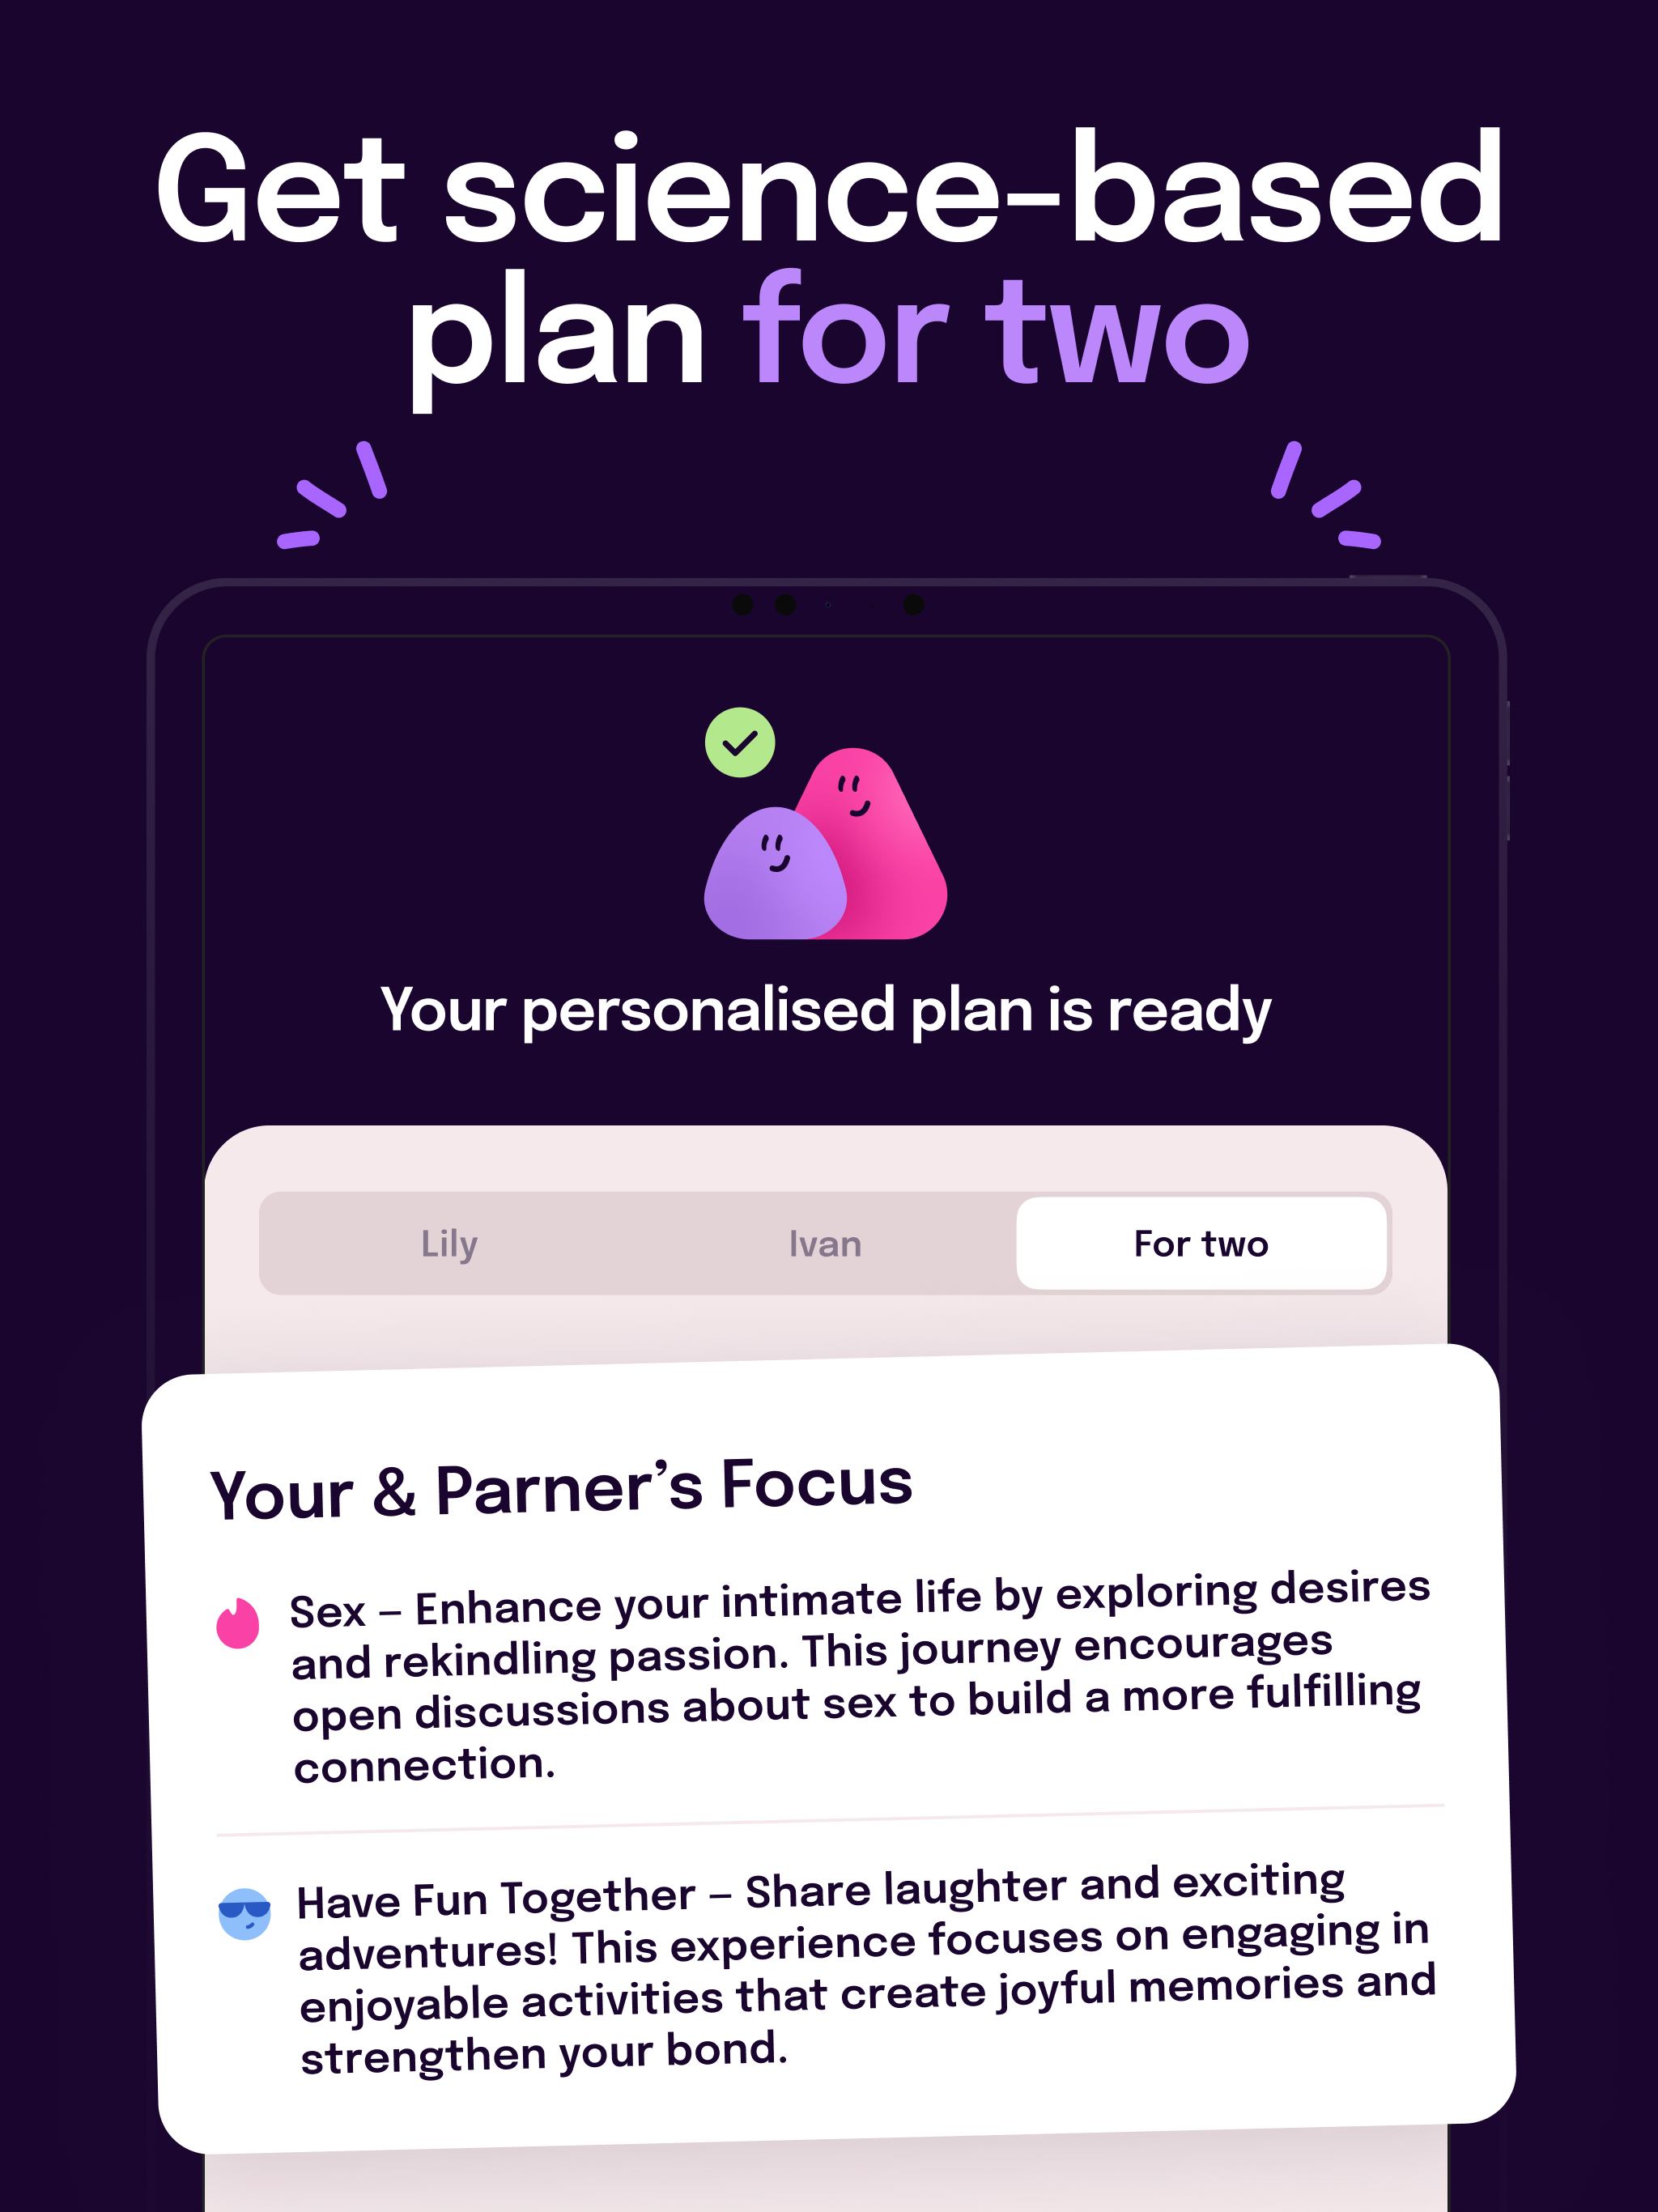 Get science-based
plan for two
Your personalised plan is ready
Lily
Ivan
For two
Your & Parner’s Focus
Sex – Enhance your intimate life by exploring desires
and rekindling passion. This journey encourages
open discussions about sex to build a more fulfilling
connection.
Have Fun Together – Share laughter and exciting
adventures! This experience focuses on engaging in
enjoyable activities that create joyful memories and
strengthen your bond.